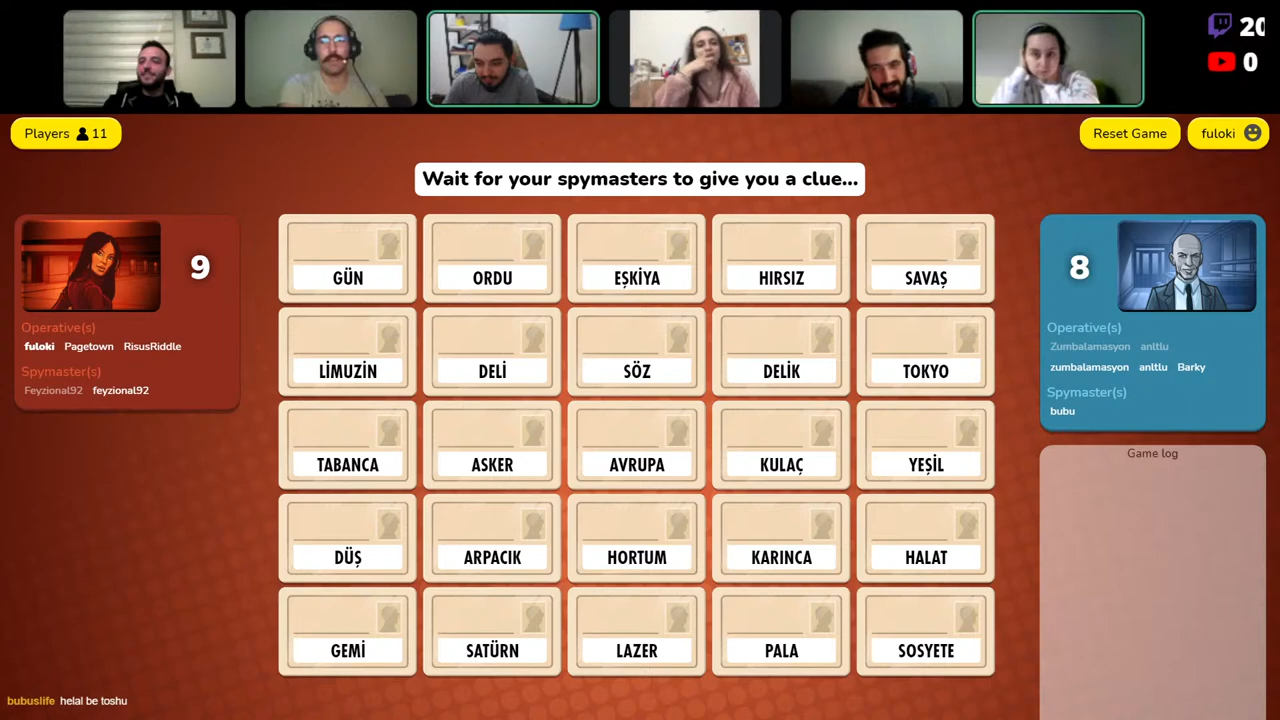 20
0
Players 11
Reset Game
fuloki
Wait for your spymasters to give you a clue...
9
Operative(s)
fuloki Pagetown RisusRiddle
Spymaster(s)
Feyzional92 feyzional92
GÜN ORDU EŞKİYA HIRSIZ SAVAŞ
LİMUZİN DELİ SÖZ DELİK TOKYO
TABANCA ASKER AVRUPA KULAÇ YEŞİL
DÜŞ ARPACIK HORTUM KARINCA HALAT
GEMİ SATÜRN LAZER PALA SOSYETE
8
Operative(s)
Zumbalamasyon anltlu
zumbalamasyon anltlu Barky
Spymaster(s)
bubu
Game log
bubuslife helal be toshu